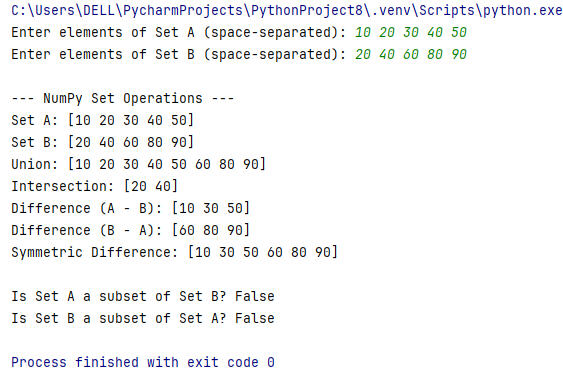 C:\Users\DELL\PycharmProjects\PythonProject8\.venv\Scripts\python.exe
Enter elements of Set A (space-separated): 10 20 30 40 50
Enter elements of Set B (space-separated): 20 40 60 80 90
--- NumPy Set Operations ---
Set A: [10 20 30 40 50]
Set B: [20 40 60 80 90]
Union: [10 20 30 40 50 60 80 90]
Intersection: [20 40]
Difference (A - B): [10 30 50]
Difference (B - A): [60 80 90]
Symmetric Difference: [10 30 50 60 80 90]
Is Set A a subset of Set B? False
Is Set B a subset of Set A? False
Process finished with exit code 0